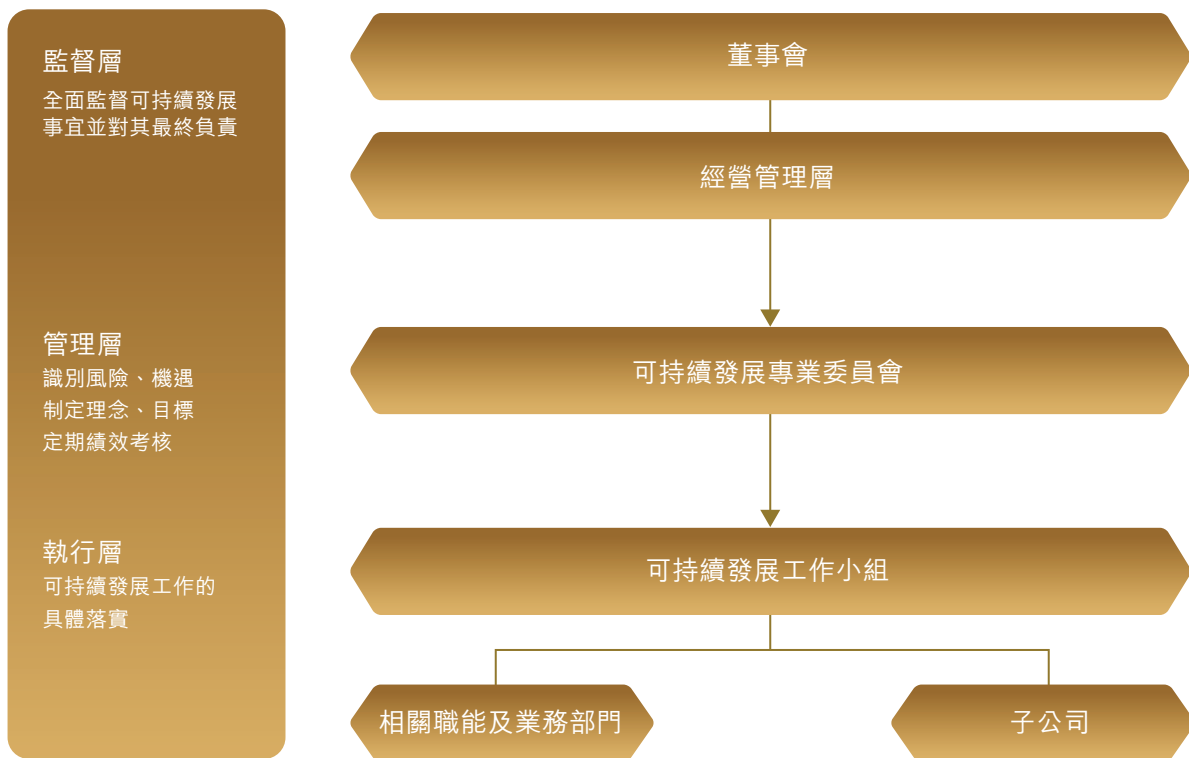 監督層
全面監督可持續發展
事宜並對其最終負責
管理層
識別風險、機遇
制定理念、目標
定期績效考核
執行層
可持續發展工作的
具體落實
董事會
經營管理層
可持續發展專業委員會
可持續發展工作小組
相關職能及業務部門
子公司